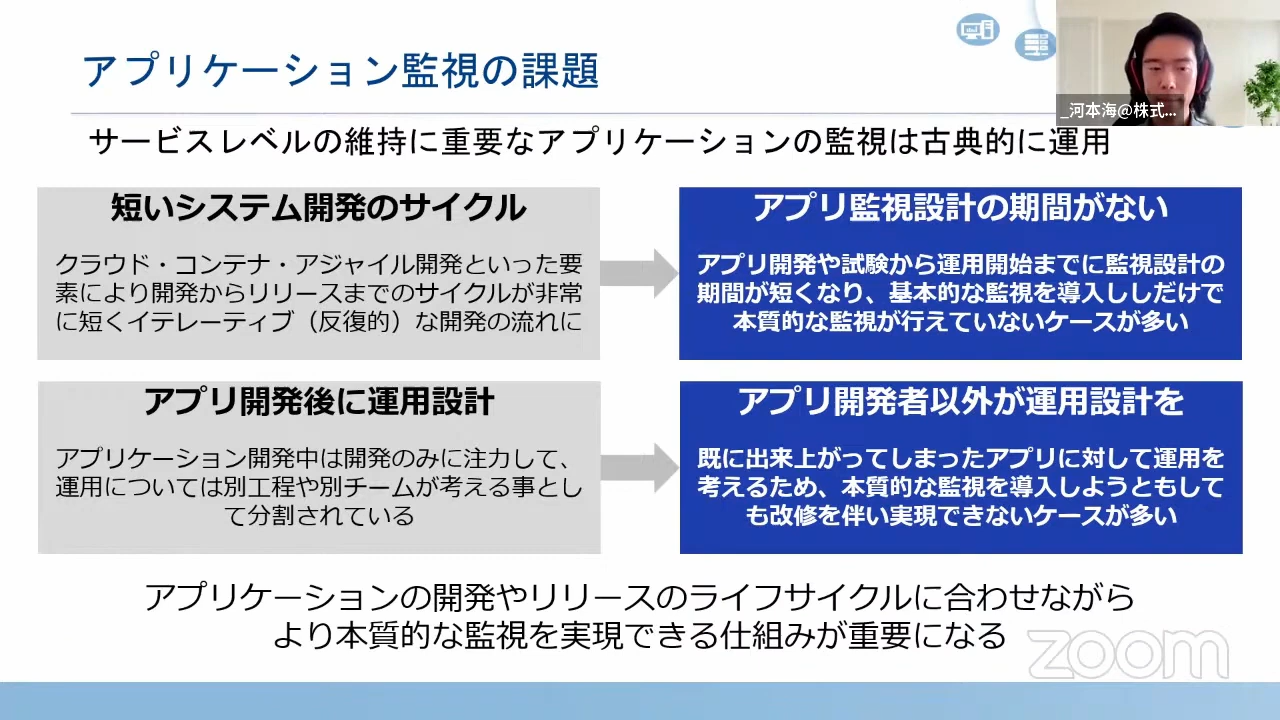 アプリケーション監視の課題
_河本海@株式...
サービスレベルの維持に重要なアプリケーションの監視は古典的に運用
短いシステム開発のサイクル
クラウド・コンテナ・アジャイル開発といった要
素により開発からリリースまでのサイクルが非常
に短くイテレーティブ（反復的）な開発の流れに
アプリ監視設計の期間がない
アプリ開発や試験から運用開始までに監視設計の
期間が短くなり、基本的な監視を導入ししだけで
本質的な監視が行えていないケースが多い
アプリ開発後に運用設計
アプリケーション開発中は開発のみに注力して、
運用については別工程や別チームが考える事とし
て分割されている
アプリ開発者以外が運用設計を
既に出来上がってしまったアプリに対して運用を
考えるため、本質的な監視を導入しようともして
も改修を伴い実現できないケースが多い
アプリケーションの開発やリリースのライフサイクルに合わせながら
より本質的な監視を実現できる仕組みが重要になる
zoom